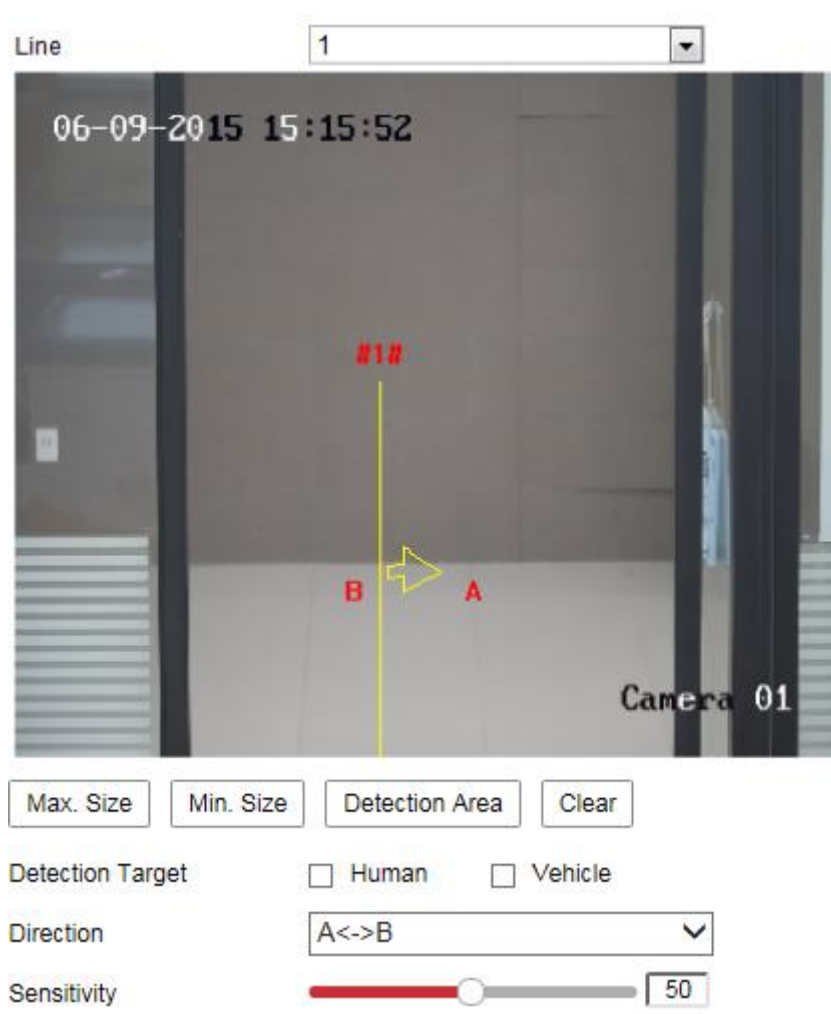 Line 1
06-09-2015 15:15:52
#1#
B A
Camera 01
Max. Size Min. Size Detection Area Clear
Detection Target Human Vehicle
Direction A<->B
Sensitivity 50